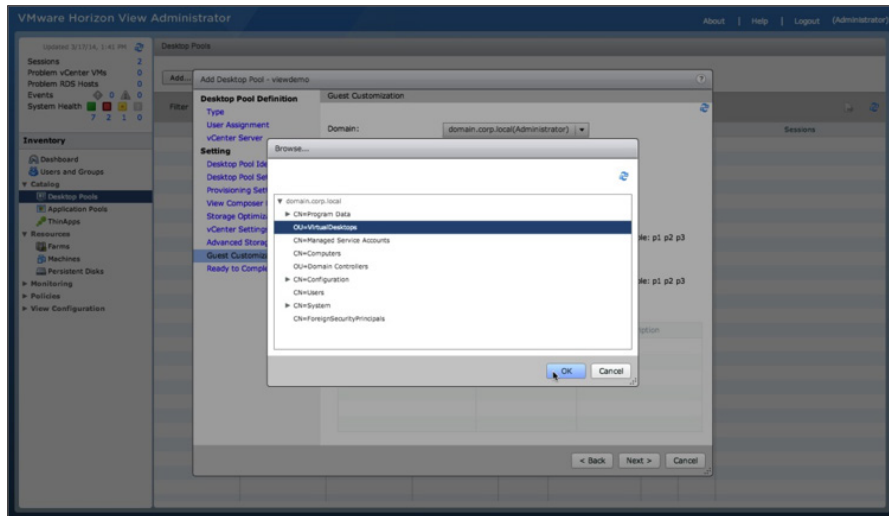 VMware Horizon View Administrator
About | Help | Logout (Administrator)
Updated 3/17/14, 1:41 PM
Sessions 2
Problem vCenter VMs 0
Problem RDS Hosts 0
Events 0 0
System Health
7 2 1 0
Inventory
Dashboard
Users and Groups
Catalog
Desktop Pools
Application Pools
ThinApps
Resources
Farms
Machines
Persistent Disks
Monitoring
Policies
View Configuration
Desktop Pools
Add...
Filter
Sessions
Add Desktop Pool - viewdemo
Desktop Pool Definition
Type
User Assignment
vCenter Server
Setting
Desktop Pool Ide
Desktop Pool Set
Provisioning Sett
View Composer
Storage Optimiz
vCenter Settings
Advanced Storag
Guest Customiz
Ready to Comple
Guest Customization
Domain: domain.corp.local(Administrator)
ple: p1 p2 p3
ple: p1 p2 p3
ption
Browse...
domain.corp.local
CN=Program Data
OU=VirtualDesktops
CN=Managed Service Accounts
CN=Computers
OU=Domain Controllers
CN=Configuration
CN=Users
CN=System
CN=ForeignSecurityPrincipals
OK Cancel
< Back Next > Cancel